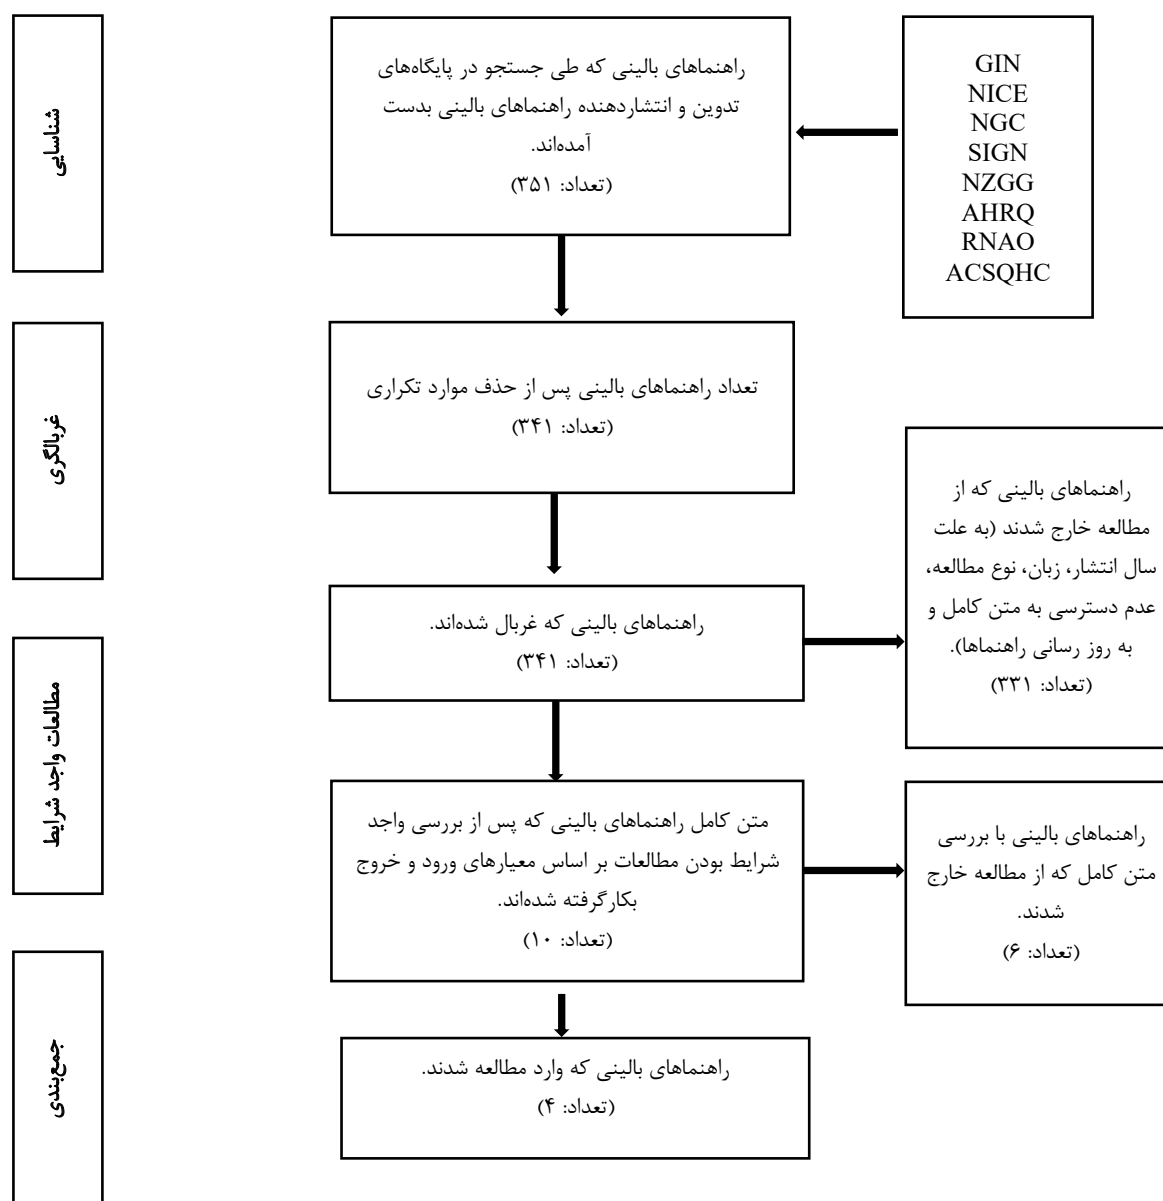 شناسایی
راهنماهای بالینی که طی جستجو در پایگاه‌های
تدوین و انتشاردهنده راهنماهای بالینی بدست
آمده‌اند.
(تعداد: ۳۵۱)
GIN
NICE
NGC
SIGN
NZGG
AHRQ
RNAO
ACSQHC
غربالگری
تعداد راهنماهای بالینی پس از حذف موارد تکراری
(تعداد: ۳۴۱)
راهنماهای بالینی که غربال شده‌اند.
(تعداد: ۳۴۱)
راهنماهای بالینی که از
مطالعه خارج شدند (به علت
سال انتشار، زبان، نوع مطالعه،
عدم دسترسی به متن کامل و
به روز رسانی راهنماها).
(تعداد: ۳۳۱)
مطالعات واجد شرایط
متن کامل راهنماهای بالینی که پس از بررسی واجد
شرایط بودن مطالعات بر اساس معیارهای ورود و خروج
بکارگرفته شده‌اند.
(تعداد: ۱۰)
راهنماهای بالینی با بررسی
متن کامل که از مطالعه خارج
شدند.
(تعداد: ۶)
جمع‌بندی
راهنماهای بالینی که وارد مطالعه شدند.
(تعداد: ۴)